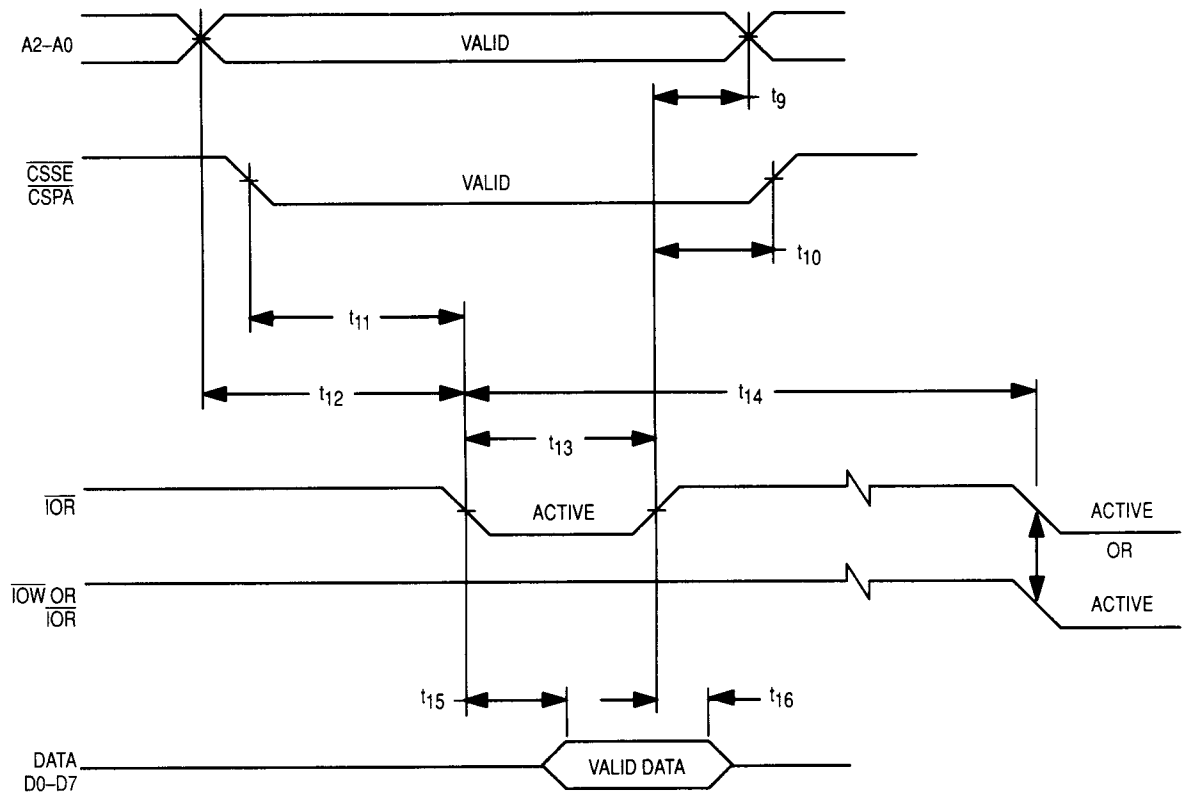 A2–A0
VALID
t9
CSSE
CSPA
VALID
t10
t11
t12
t14
t13
IOR
ACTIVE
ACTIVE
OR
IOW OR
IOR
ACTIVE
t15
t16
DATA
D0–D7
VALID DATA